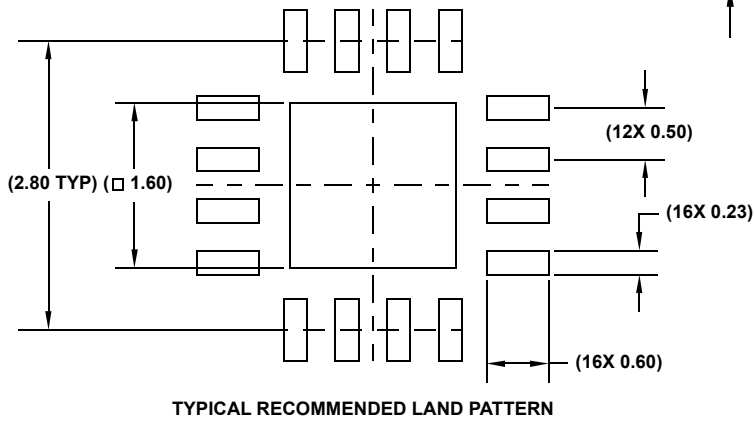 (12X 0.50)
(2.80 TYP) (□ 1.60)
(16X 0.23)
(16X 0.60)
TYPICAL RECOMMENDED LAND PATTERN